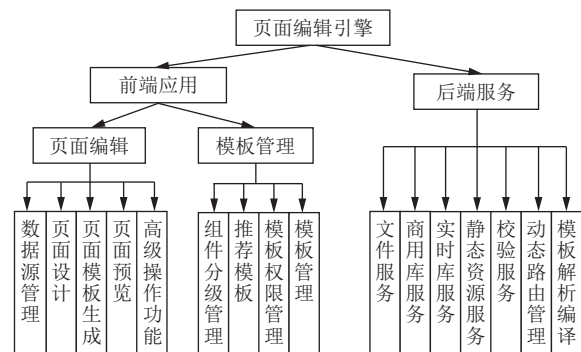 页面编辑引擎
前端应用
后端服务
页面编辑
模板管理
数据源管理
页面设计
页面模板生成
页面预览
高级操作功能
组件分级管理
推荐模板
模板权限管理
模板管理
文件服务
商用库服务
实时库服务
静态资源服务
校验服务
动态路由管理
模板解析编译